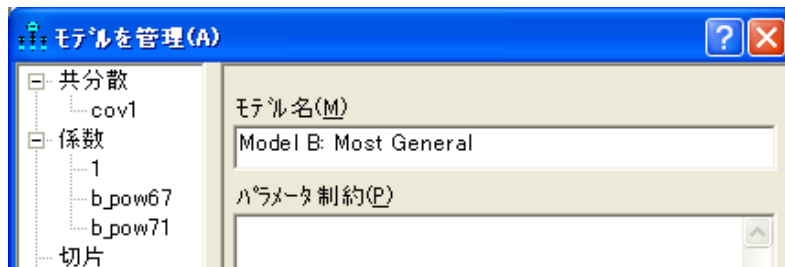 モデルを管理(A)
共分散
cov1
係数
1
b_pow67
b_pow71
切片
モデル名(M)
Model B: Most General
パラメータ制約(P)